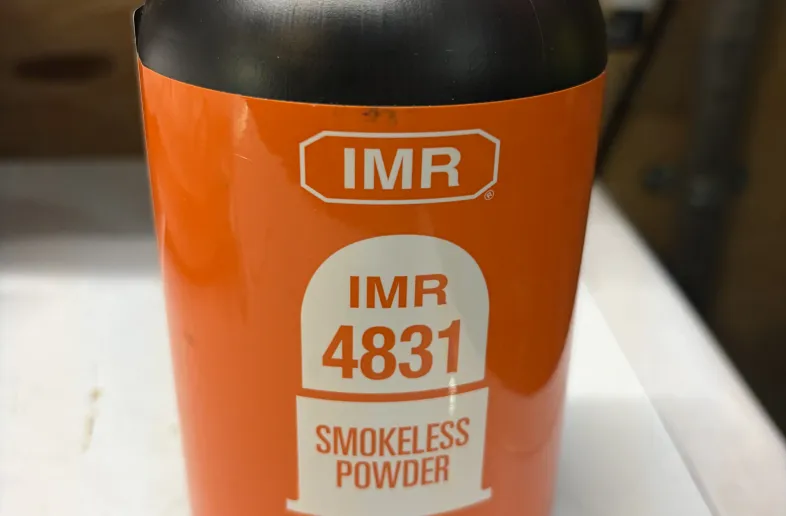 IMR
®
IMR
4831
SMOKELESS
POWDER